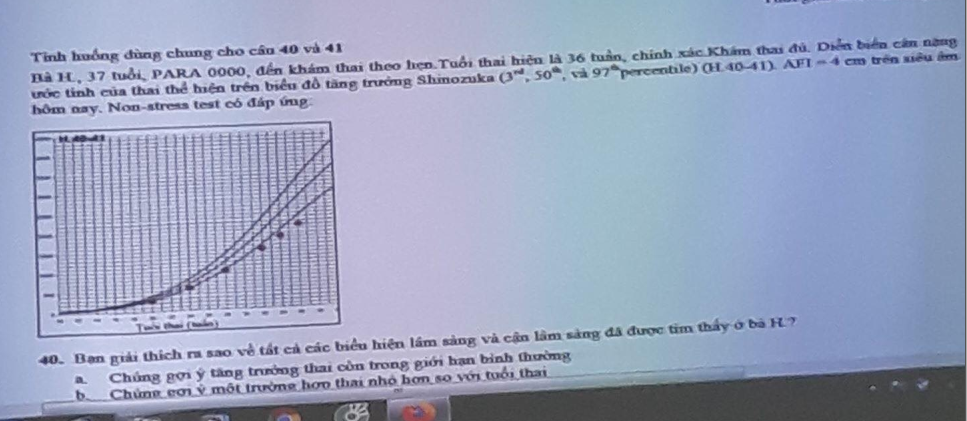 Tình huống dùng chung cho câu 40 và 41
Bà H., 37 tuổi, PARA 0000, đến khám thai theo hẹn.Tuổi thai hiện là 36 tuần, chính xác.Khám thai đủ. Diễn biến cân nặng
ước tính của thai thể hiện trên biểu đồ tăng trưởng Shinozuka (3rd, 50th, và 97th percentile) (H.40-41). AFI = 4 cm trên siêu âm
hôm nay. Non-stress test có đáp ứng.
H.40-41
Tuổi thai (tuần)
40. Bạn giải thích ra sao về tất cả các biểu hiện lâm sàng và cận lâm sàng đã được tìm thấy ở bà H.?
a. Chúng gợi ý tăng trưởng thai còn trong giới hạn bình thường
b. Chúng gợi ý một trường hợp thai nhỏ hơn so với tuổi thai